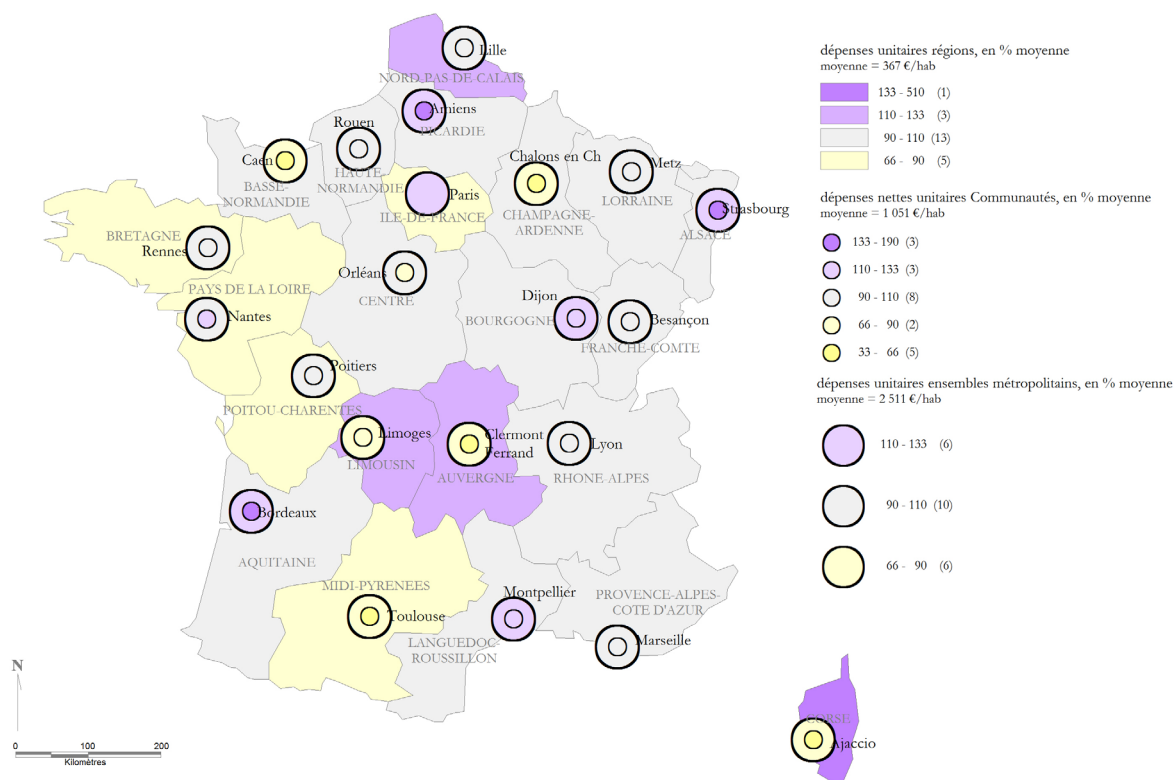 Lille
NORD-PAS-DE-CALAIS
Amiens
PICARDIE
Rouen
HAUTE-
NORMANDIE
Caen
BASSE-
NORMANDIE
Paris
ILE-DE-FRANCE
Chalons en Ch
CHAMPAGNE-
ARDENNE
Metz
LORRAINE
Strasbourg
ALSACE
BRETAGNE
Rennes
Orléans
CENTRE
PAYS DE LA LOIRE
Nantes
Dijon
BOURGOGNE
Besançon
FRANCHE-COMTE
Poitiers
POITOU-CHARENTES
Limoges
LIMOUSIN
Clermont
Ferrand
AUVERGNE
Lyon
RHONE-ALPES
Bordeaux
AQUITAINE
MIDI-PYRENEES
Toulouse
Montpellier
LANGUEDOC-
ROUSSILLON
PROVENCE-ALPES-
COTE D'AZUR
Marseille
CORSE
Ajaccio
N
0 100 200
Kilomètres
dépenses unitaires régions, en % moyenne
moyenne = 367 €/hab
133 - 510 (1)
110 - 133 (3)
90 - 110 (13)
66 - 90 (5)
dépenses nettes unitaires Communautés, en % moyenne
moyenne = 1 051 €/hab
133 - 190 (3)
110 - 133 (3)
90 - 110 (8)
66 - 90 (2)
33 - 66 (5)
dépenses unitaires ensembles métropolitains, en % moyenne
moyenne = 2 511 €/hab
110 - 133 (6)
90 - 110 (10)
66 - 90 (6)